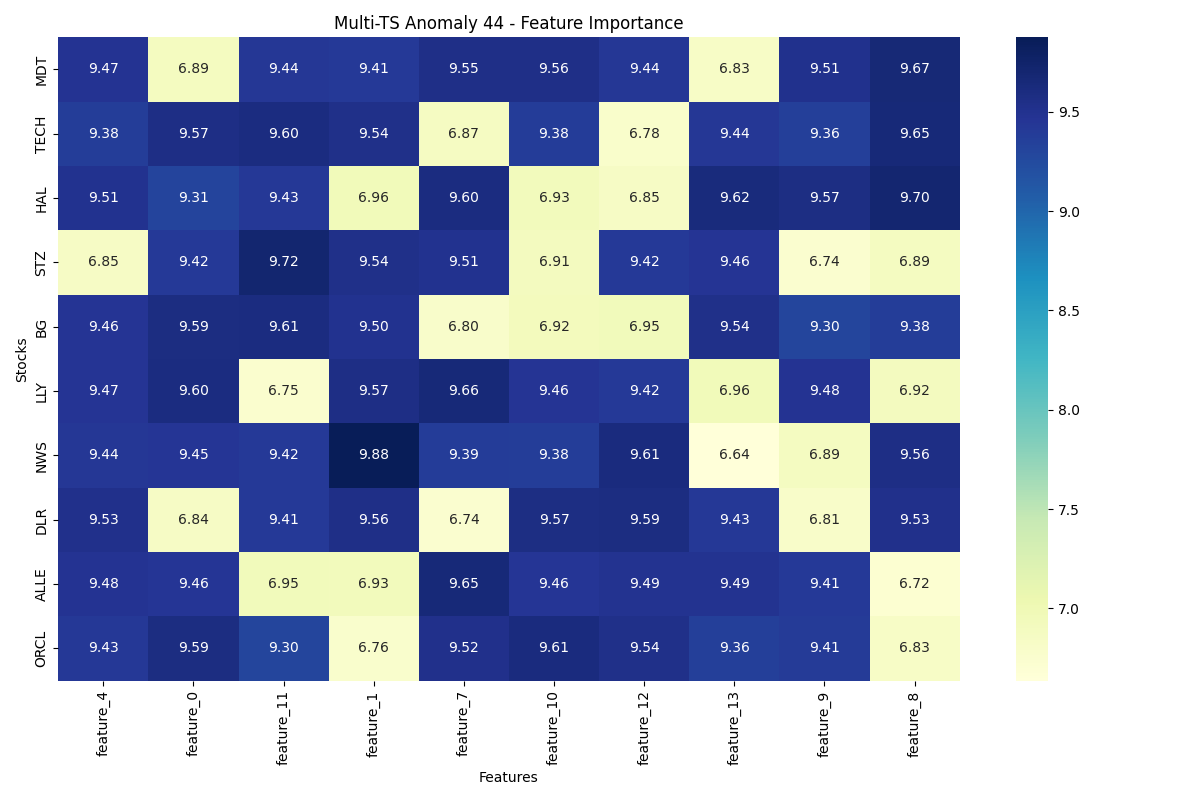 Multi-TS Anomaly 44 - Feature Importance
Stocks
MDT 9.47 6.89 9.44 9.41 9.55 9.56 9.44 6.83 9.51 9.67
TECH 9.38 9.57 9.60 9.54 6.87 9.38 6.78 9.44 9.36 9.65
HAL 9.51 9.31 9.43 6.96 9.60 6.93 6.85 9.62 9.57 9.70
STZ 6.85 9.42 9.72 9.54 9.51 6.91 9.42 9.46 6.74 6.89
BG 9.46 9.59 9.61 9.50 6.80 6.92 6.95 9.54 9.30 9.38
LLY 9.47 9.60 6.75 9.57 9.66 9.46 9.42 6.96 9.48 6.92
NWS 9.44 9.45 9.42 9.88 9.39 9.38 9.61 6.64 6.89 9.56
DLR 9.53 6.84 9.41 9.56 6.74 9.57 9.59 9.43 6.81 9.53
ALLE 9.48 9.46 6.95 6.93 9.65 9.46 9.49 9.49 9.41 6.72
ORCL 9.43 9.59 9.30 6.76 9.52 9.61 9.54 9.36 9.41 6.83
feature_4 feature_0 feature_11 feature_1 feature_7 feature_10 feature_12 feature_13 feature_9 feature_8
Features
9.5
9.0
8.5
8.0
7.5
7.0